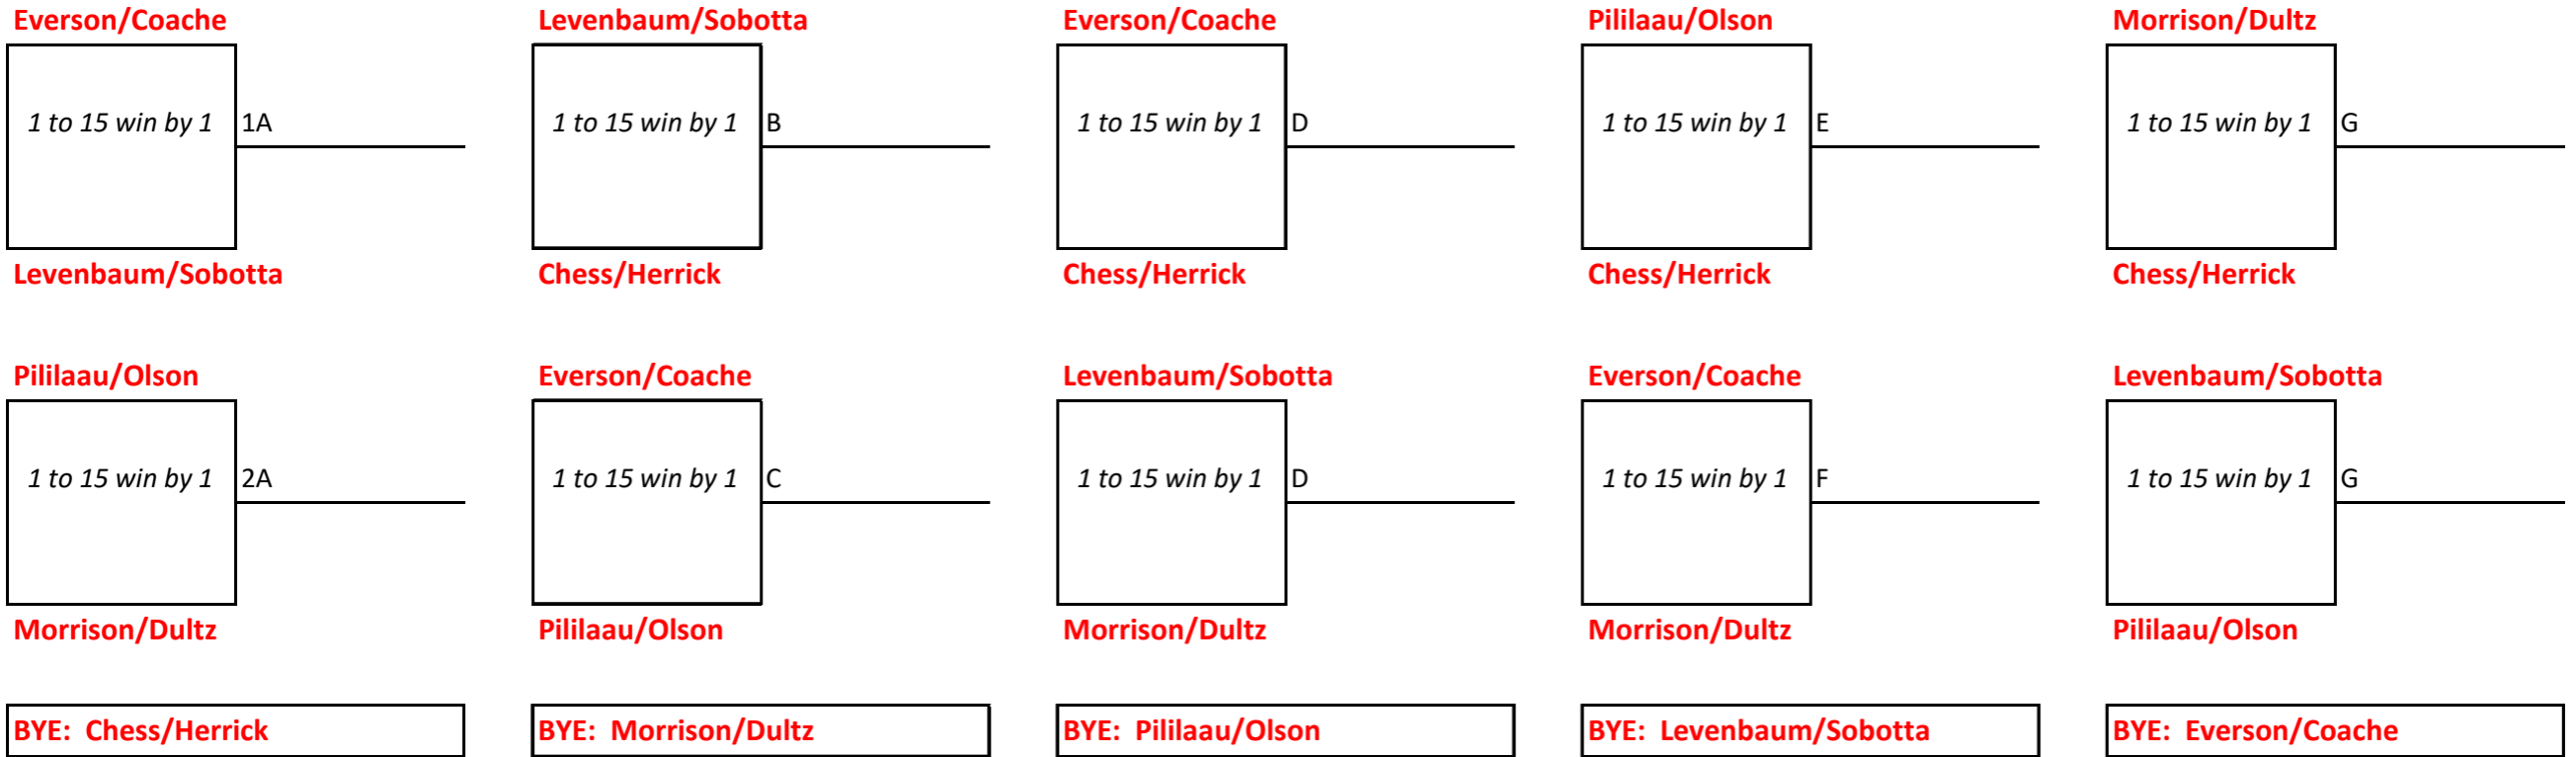 Everson/Coache
1 to 15 win by 1
1A
Levenbaum/Sobotta
Levenbaum/Sobotta
1 to 15 win by 1
B
Chess/Herrick
Everson/Coache
1 to 15 win by 1
D
Chess/Herrick
Pililaau/Olson
1 to 15 win by 1
E
Chess/Herrick
Morrison/Dultz
1 to 15 win by 1
G
Chess/Herrick
Pililaau/Olson
1 to 15 win by 1
2A
Morrison/Dultz
Everson/Coache
1 to 15 win by 1
C
Pililaau/Olson
Levenbaum/Sobotta
1 to 15 win by 1
D
Morrison/Dultz
Everson/Coache
1 to 15 win by 1
F
Morrison/Dultz
Levenbaum/Sobotta
1 to 15 win by 1
G
Pililaau/Olson
BYE: Chess/Herrick
BYE: Morrison/Dultz
BYE: Pililaau/Olson
BYE: Levenbaum/Sobotta
BYE: Everson/Coache